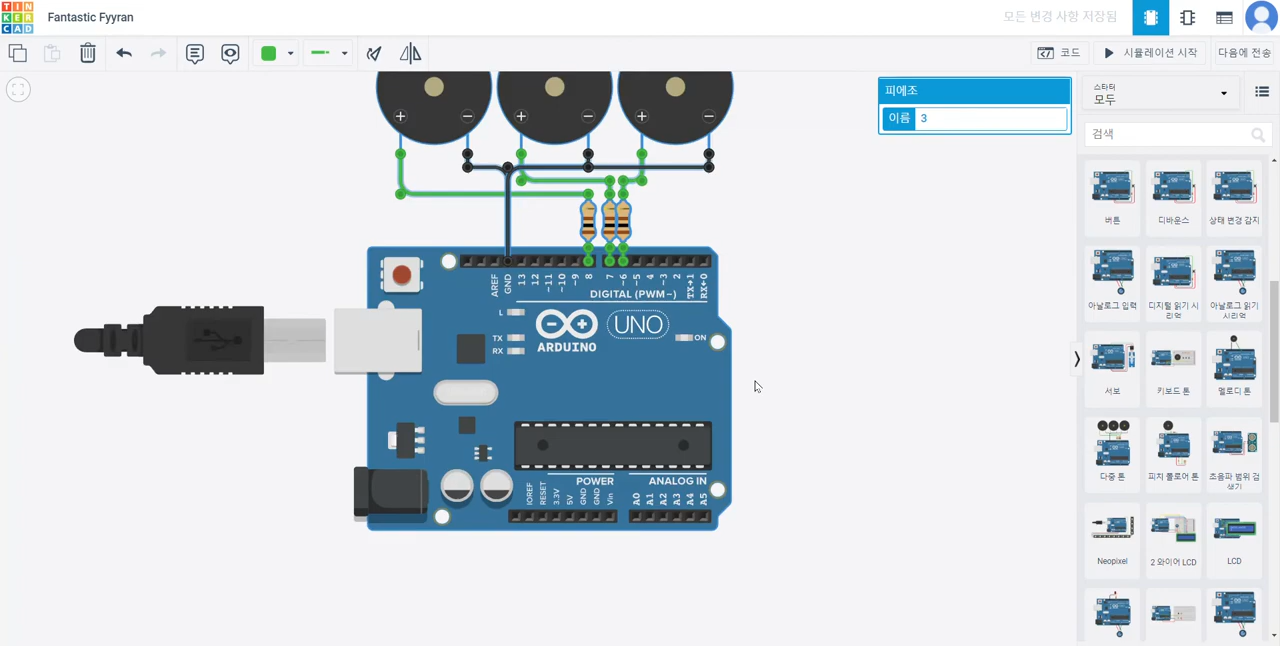 TIN
KER
CAD
Fantastic Fyyran
모든 변경 사항 저장됨
코드
시뮬레이션 시작
다음에 전송
피에조
이름 3
스타터
모두
검색
버튼
디바운스
상태 변경 감지
아날로그 입력
디지털 읽기 시리얼
아날로그 읽기 시리얼
서보
키보드 톤
멜로디 톤
다중 톤
피치 폴로어 톤
초음파 범위 검색기
Neopixel
2 와이어 LCD
LCD
AREF
GND
13
12
~11
~10
~9
8
7
~6
~5
4
~3
2
TX→1
RX←0
DIGITAL (PWM~)
L
TX
RX
ARDUINO
UNO
ON
POWER
ANALOG IN
IOREF
RESET
3.3V
5V
GND
GND
Vin
A0
A1
A2
A3
A4
A5